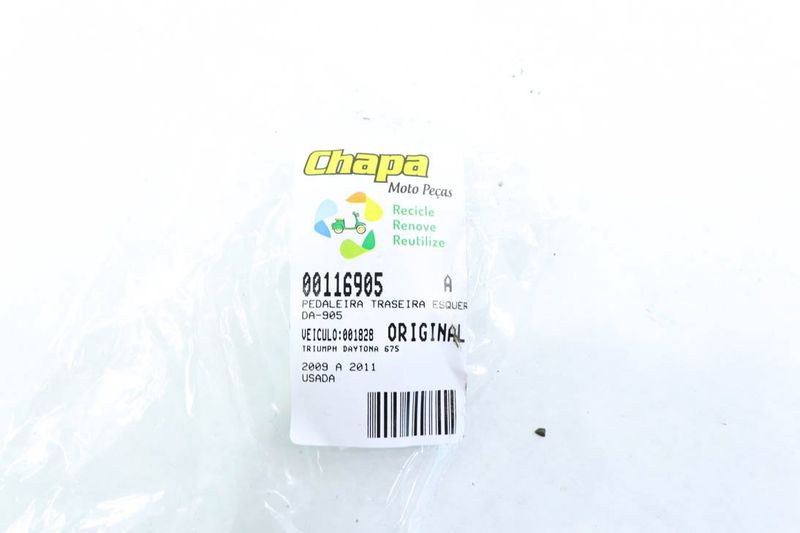 Chapa
Moto Peças
Recicle
Renove
Reutilize
00116905 A
PEDALEIRA TRASEIRA ESQUER
DA-905
VEICULO:001828 ORIGINAL
TRIUMPH DAYTONA 675
2009 A 2011
USADA